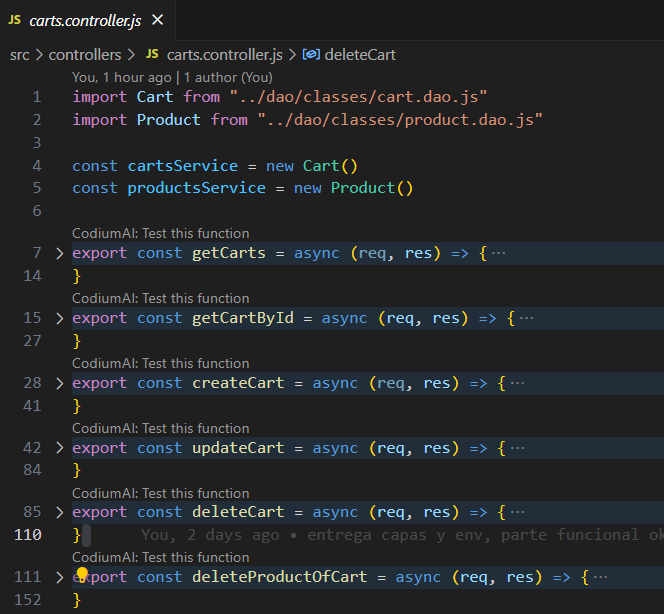 JS carts.controller.js ×
src > controllers > JS carts.controller.js > deleteCart
You, 1 hour ago | 1 author (You)
1 import Cart from "../dao/classes/cart.dao.js"
2 import Product from "../dao/classes/product.dao.js"
3
4 const cartsService = new Cart()
5 const productsService = new Product()
6
CodiumAI: Test this function
7 > export const getCarts = async (req, res) => {···
14 }
CodiumAI: Test this function
15 > export const getCartById = async (req, res) => {···
27 }
CodiumAI: Test this function
28 > export const createCart = async (req, res) => {···
41 }
CodiumAI: Test this function
42 > export const updateCart = async (req, res) => {···
84 }
CodiumAI: Test this function
85 > export const deleteCart = async (req, res) => {···
110 } You, 2 days ago • entrega capas y env, parte funcional ok
CodiumAI: Test this function
111 > export const deleteProductOfCart = async (req, res) => {···
152 }